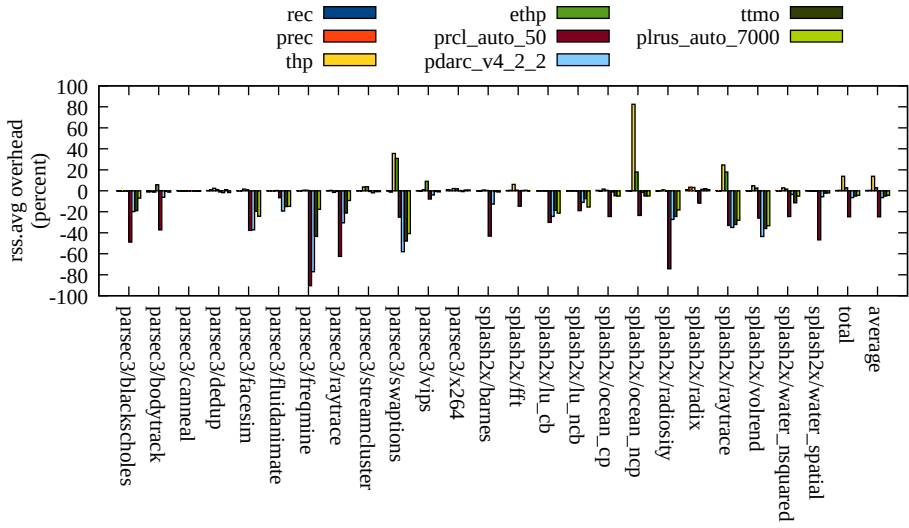 rec ethp ttmo
prec prcl_auto_50 plrus_auto_7000
thp pdarc_v4_2_2
100
80
60
40
20
0
-20
-40
-60
-80
-100
rss.avg overhead
(percent)
parsec3/blackscholes
parsec3/bodytrack
parsec3/canneal
parsec3/dedup
parsec3/facesim
parsec3/fluidanimate
parsec3/freqmine
parsec3/raytrace
parsec3/streamcluster
parsec3/swaptions
parsec3/vips
parsec3/x264
splash2x/barnes
splash2x/fft
splash2x/lu_cb
splash2x/lu_ncb
splash2x/ocean_cp
splash2x/ocean_ncp
splash2x/radiosity
splash2x/radix
splash2x/raytrace
splash2x/volrend
splash2x/water_nsquared
splash2x/water_spatial
total
average